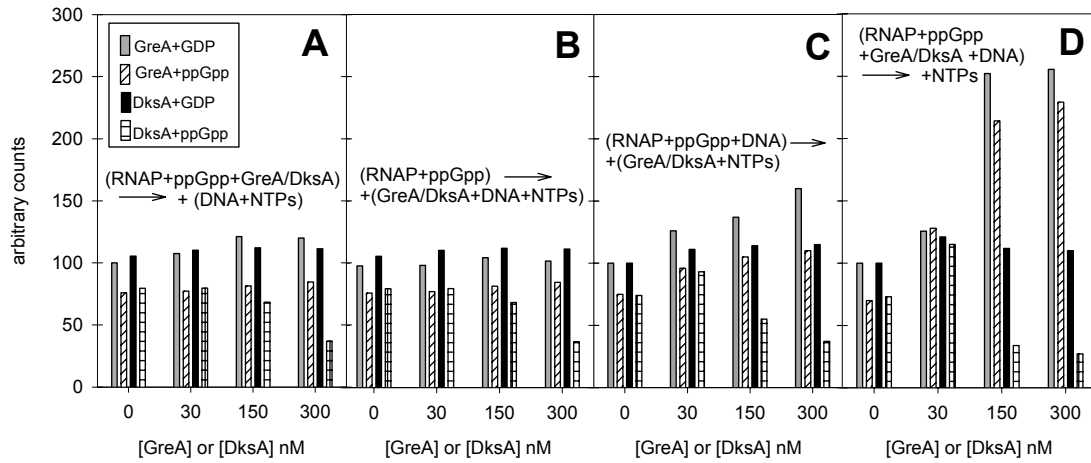 300
250
200
150
100
50
0
arbitrary counts
GreA+GDP
GreA+ppGpp
DksA+GDP
DksA+ppGpp
A
(RNAP+ppGpp+GreA/DksA)
+ (DNA+NTPs)
0 30 150 300
[GreA] or [DksA] nM
B
(RNAP+ppGpp)
+(GreA/DksA+DNA+NTPs)
0 30 150 300
[GreA] or [DksA] nM
C
(RNAP+ppGpp+DNA)
+(GreA/DksA+NTPs)
0 30 150 300
[GreA] or [DksA] nM
D
(RNAP+ppGpp
+GreA/DksA +DNA)
+NTPs
0 30 150 300
[GreA] or [DksA] nM